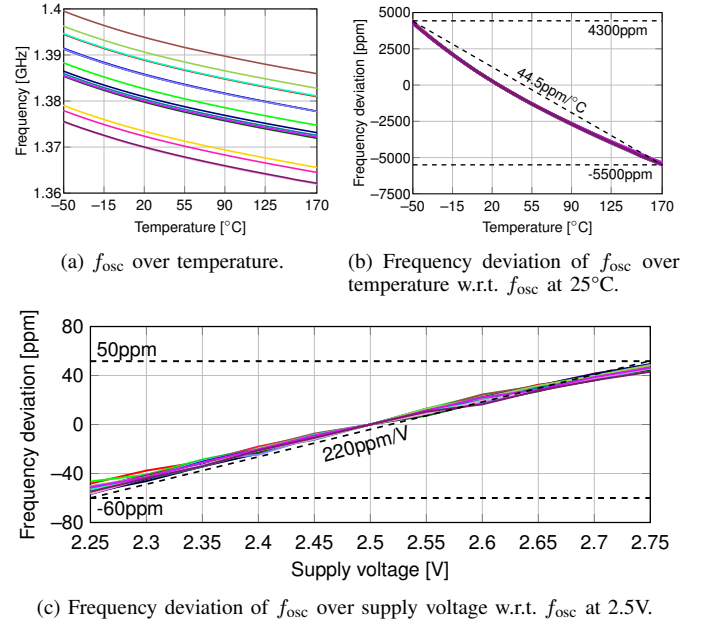 Frequency [GHz]
1.4
1.39
1.38
1.37
1.36
−50
−15
20
55
90
125
170
Temperature [°C]
(a) fosc over temperature.
Frequency deviation [ppm]
5000
2500
0
−2500
−5000
−7500
4300ppm
44.5ppm/°C
-5500ppm
−50
−15
20
55
90
125
170
Temperature [°C]
(b) Frequency deviation of fosc over
temperature w.r.t. fosc at 25°C.
Frequency deviation [ppm]
80
40
0
−40
−80
50ppm
220ppm/V
-60ppm
2.25
2.3
2.35
2.4
2.45
2.5
2.55
2.6
2.65
2.7
2.75
Supply voltage [V]
(c) Frequency deviation of fosc over supply voltage w.r.t. fosc at 2.5V.